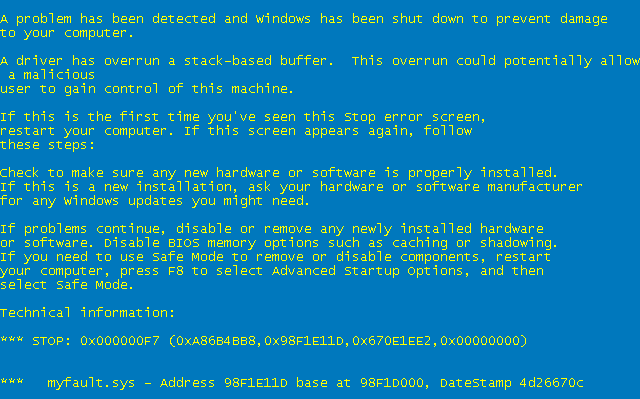 A problem has been detected and Windows has been shut down to prevent damage
to your computer.
A driver has overrun a stack-based buffer.  This overrun could potentially allow
 a malicious
user to gain control of this machine.
If this is the first time you've seen this Stop error screen,
restart your computer. If this screen appears again, follow
these steps:
Check to make sure any new hardware or software is properly installed.
If this is a new installation, ask your hardware or software manufacturer
for any Windows updates you might need.
If problems continue, disable or remove any newly installed hardware
or software. Disable BIOS memory options such as caching or shadowing.
If you need to use Safe Mode to remove or disable components, restart
your computer, press F8 to select Advanced Startup Options, and then
select Safe Mode.
Technical information:
*** STOP: 0x000000F7 (0xA86B4BB8,0x98F1E11D,0x670E1EE2,0x00000000)
***   myfault.sys - Address 98F1E11D base at 98F1D000, DateStamp 4d26670c